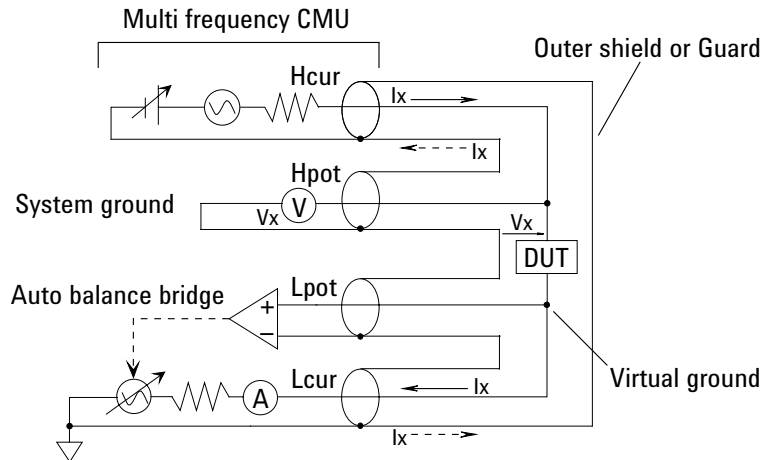 Multi frequency CMU
Outer shield or Guard
Hcur
Ix
Ix
Hpot
System ground
V
Vx
Vx
DUT
Lpot
Auto balance bridge
+
−
Virtual ground
Lcur
Ix
A
Ix